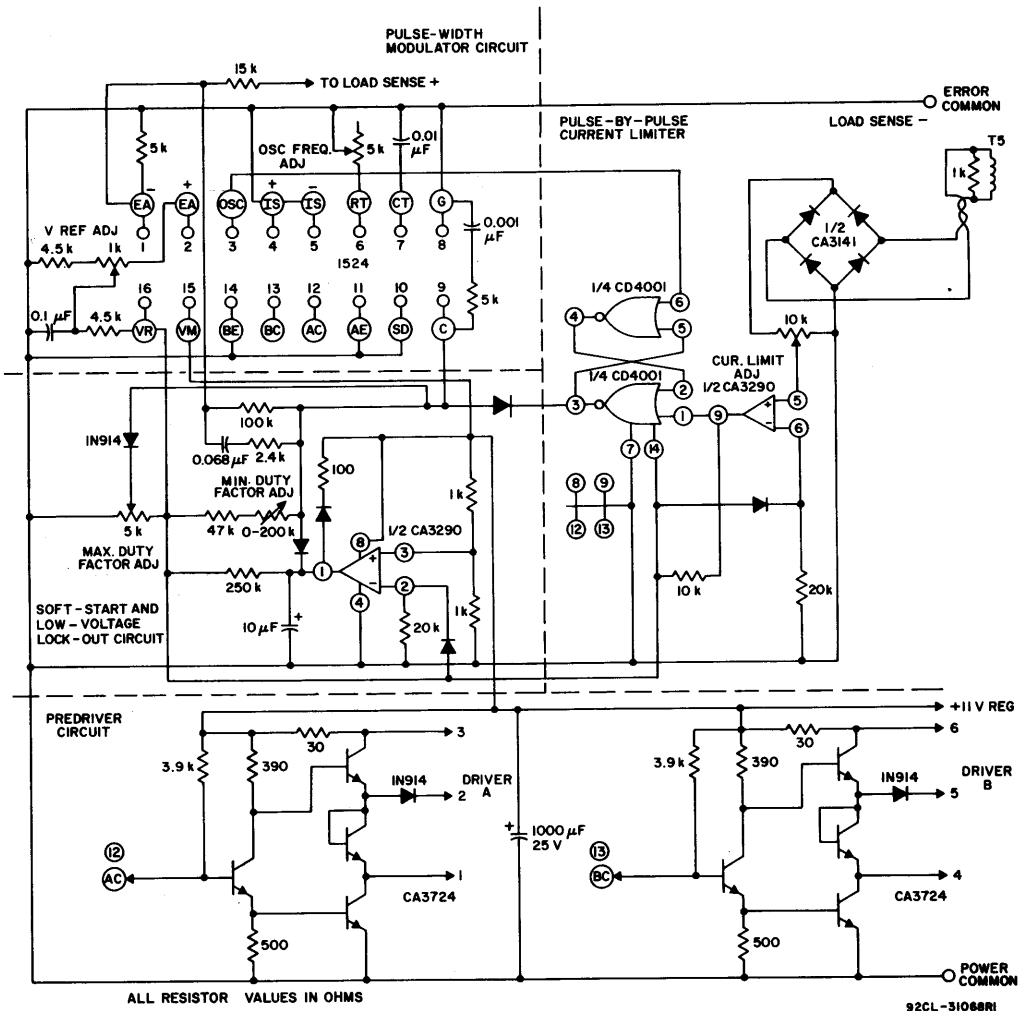 PULSE-WIDTH
MODULATOR CIRCUIT
15 k
TO LOAD SENSE +
ERROR
COMMON
PULSE-BY-PULSE
CURRENT LIMITER
LOAD SENSE -
T5
1 k
5 k
OSC FREQ.
ADJ
5 k
0.01
µF
- EA
+ EA
OSC
+ IS
- IS
RT
CT
G
1 2 3 4 5 6 7 8
0.001
µF
V REF ADJ
4.5 k
1k
1524
1/2
CA3141
16 15 14 13 12 11 10 9
5k
0.1 µF
4.5 k
VR VM BE BC AC AE SD C
1/4 CD4001
6
4
5
10 k
CUR. LIMIT
ADJ
1/2 CA3290
1/4 CD4001
2
3
1
9
+
-
5
6
7
14
100 k
IN914
0.068 µF
2.4 k
100
8 9
12 13
MIN. DUTY
FACTOR ADJ
1 k
5 k
47 k
0-200 k
1/2 CA3290
MAX. DUTY
FACTOR ADJ
8
+
3
1
-
2
4
250 k
10 k
20 k
SOFT-START AND
LOW-VOLTAGE
LOCK-OUT CIRCUIT
10 µF
+
20 k
1k
PREDRIVER
CIRCUIT
+11 V REG
3
6
30
30
3.9 k
390
3.9 k
390
IN914
2
DRIVER
A
IN914
5
DRIVER
B
+
1000 µF
25 V
12
AC
13
BC
1
4
CA3724
CA3724
500
500
POWER
COMMON
ALL RESISTOR VALUES IN OHMS
92CL-31068R1